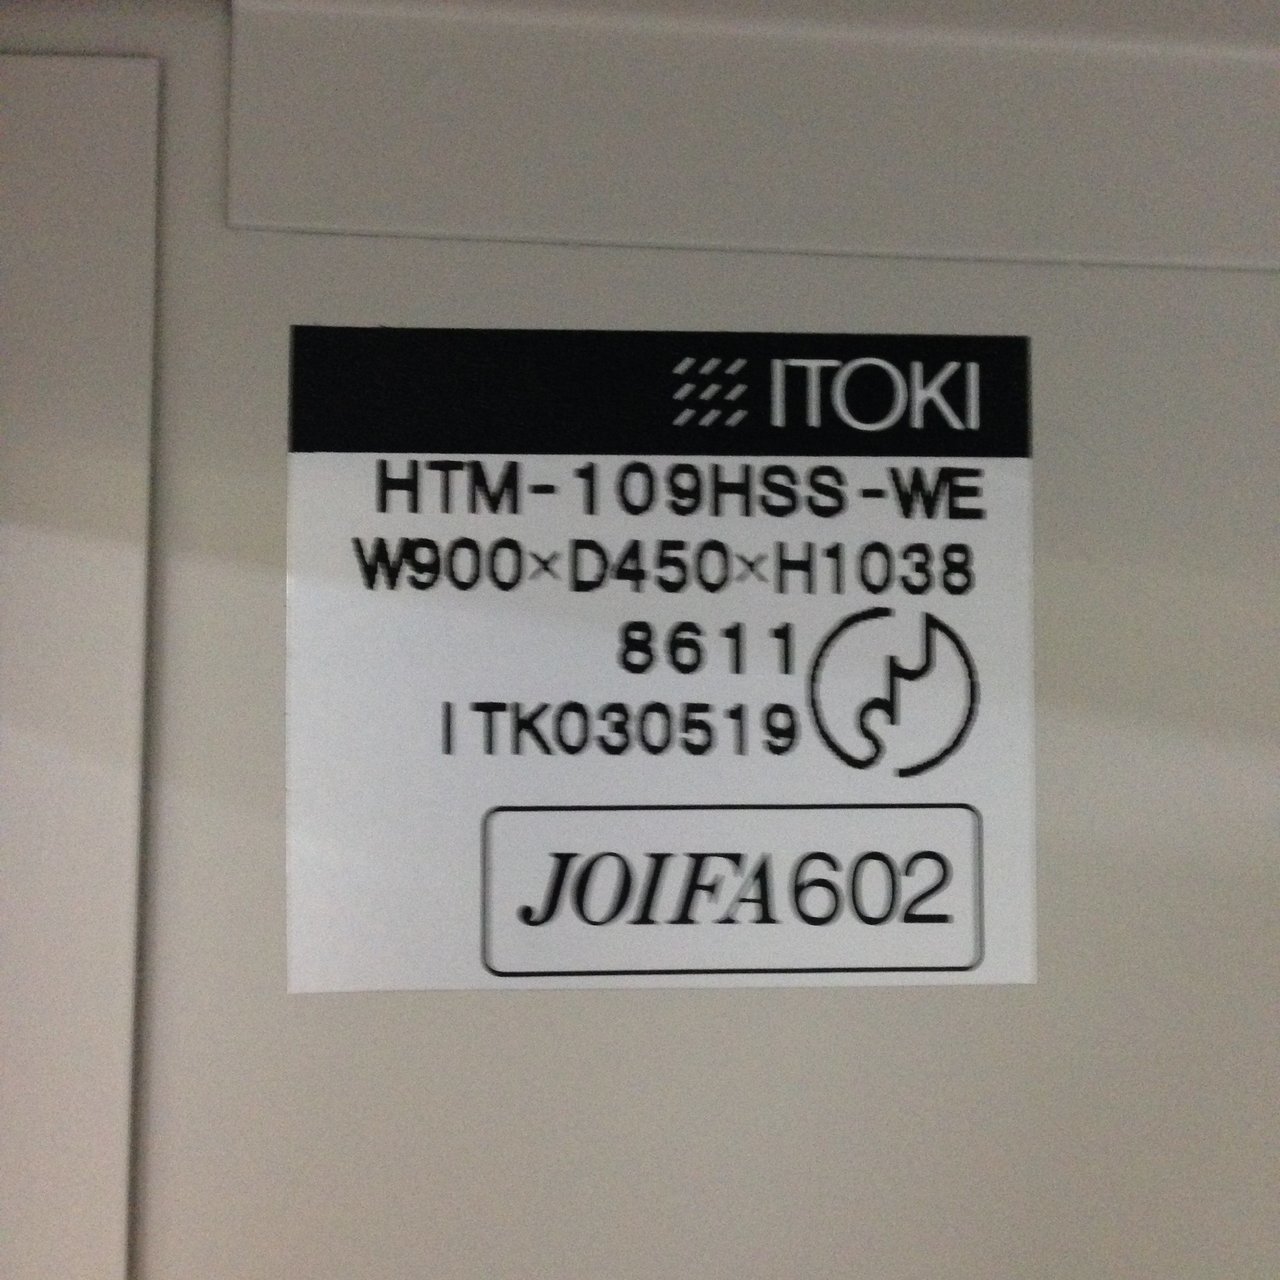 ITOKI
HTM-109HSS-WE
W900×D450×H1038
8611
ITK030519
JOIFA602